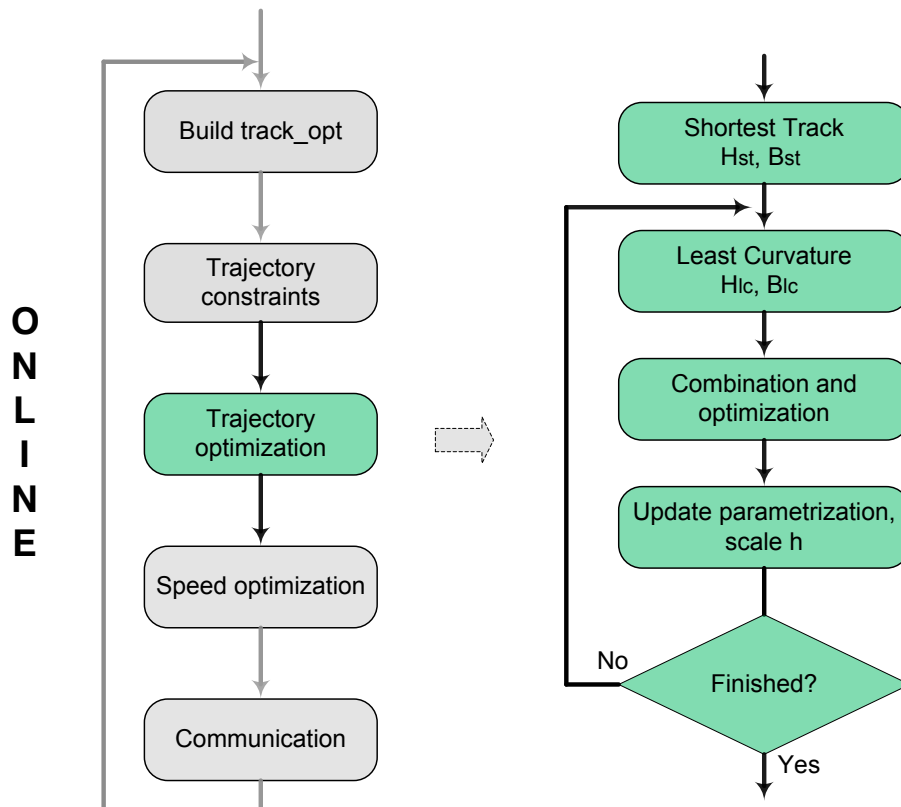 O
N
L
I
N
E
Build track_opt
Trajectory
constraints
Trajectory
optimization
Speed optimization
Communication
Shortest Track
Hst, Bst
Least Curvature
Hlc, Blc
Combination and
optimization
Update parametrization,
scale h
Finished?
No
Yes